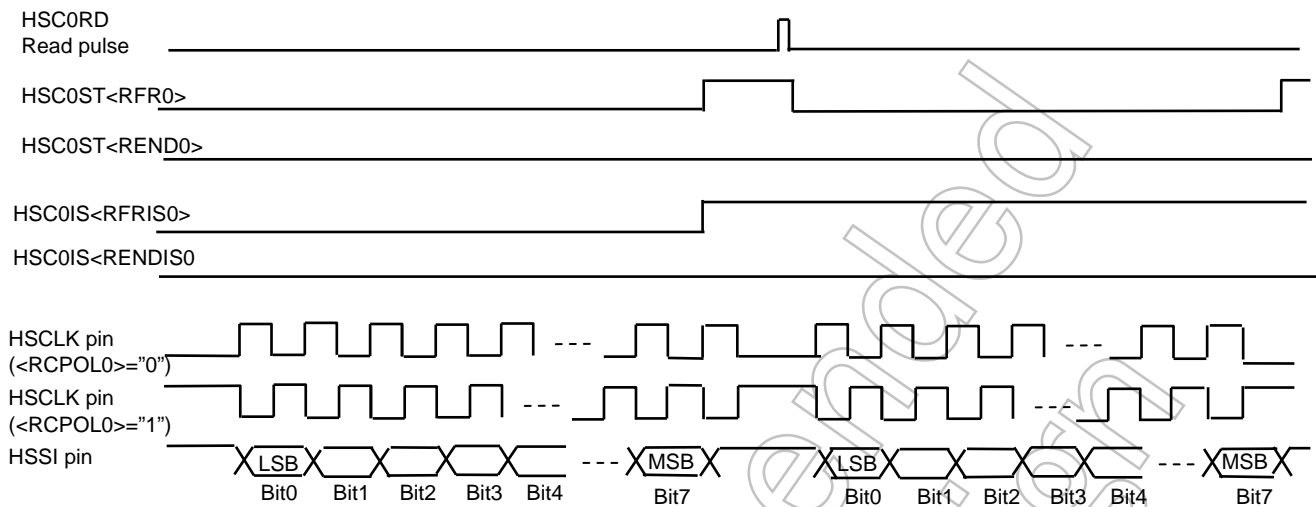 HSC0RD
Read pulse
HSC0ST<RFR0>
HSC0ST<REND0>
HSC0IS<RFRIS0>
HSC0IS<RENDIS0
HSCLK pin
(<RCPOL0>="0")
HSCLK pin
(<RCPOL0>="1")
HSSI pin
LSB MSB LSB MSB
Bit0 Bit1 Bit2 Bit3 Bit4 Bit7 Bit0 Bit1 Bit2 Bit3 Bit4 Bit7